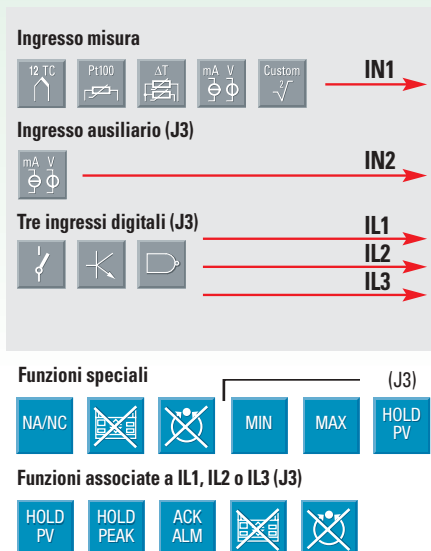 Ingresso misura
12 TC Pt100 ΔT mA V Custom IN1
2√
Ingresso ausiliario (J3)
mA V IN2
Tre ingressi digitali (J3)
IL1
IL2
IL3
Funzioni speciali (J3)
NA/NC MIN MAX HOLD PV
Funzioni associate a IL1, IL2 o IL3 (J3)
HOLD PV HOLD PEAK ACK ALM